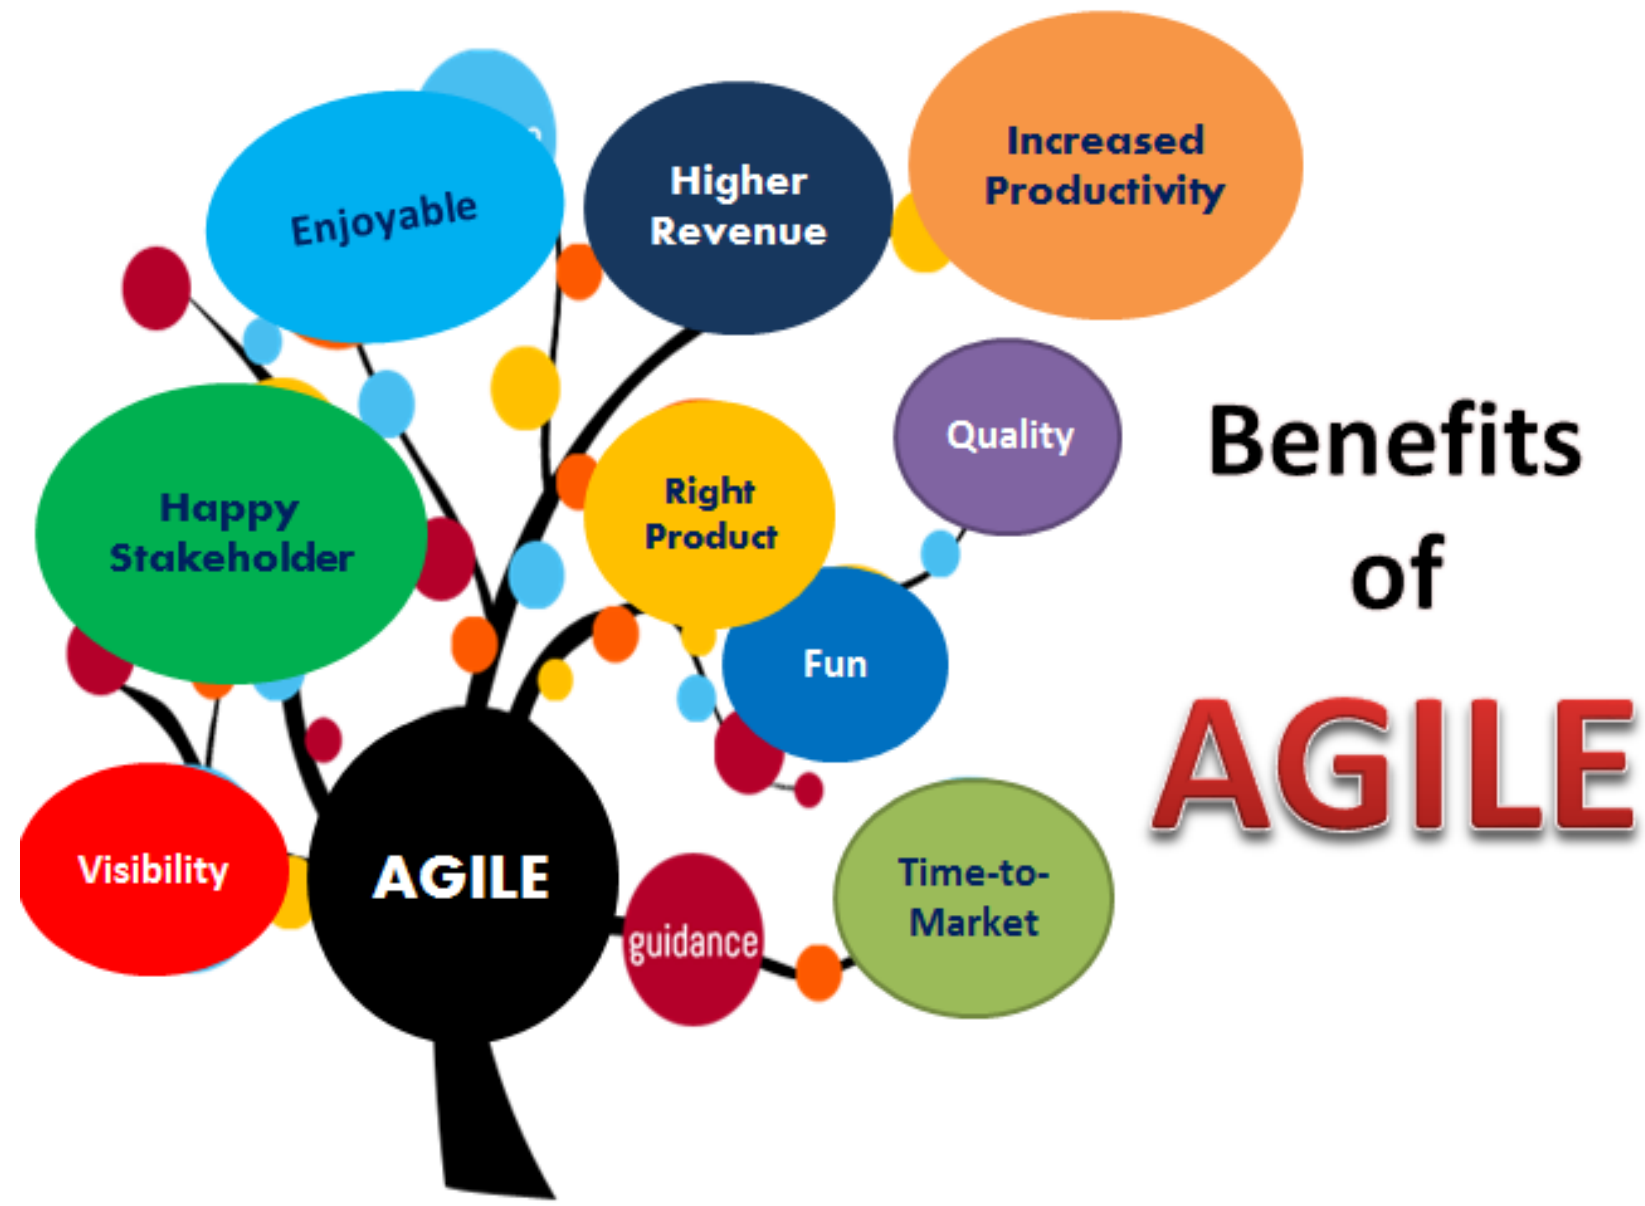 Enjoyable
Higher
Revenue
Increased
Productivity
Happy
Stakeholder
Right
Product
Quality
Fun
Visibility
AGILE
guidance
Time-to-
Market
Benefits
of
AGILE